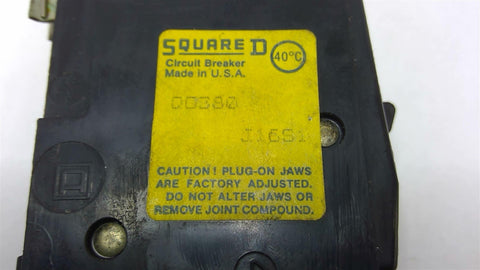 SQUARE D
40°C
Circuit Breaker
Made in U.S.A.
J16S1
CAUTION! PLUG-ON JAWS
ARE FACTORY ADJUSTED.
DO NOT ALTER JAWS OR
REMOVE JOINT COMPOUND.